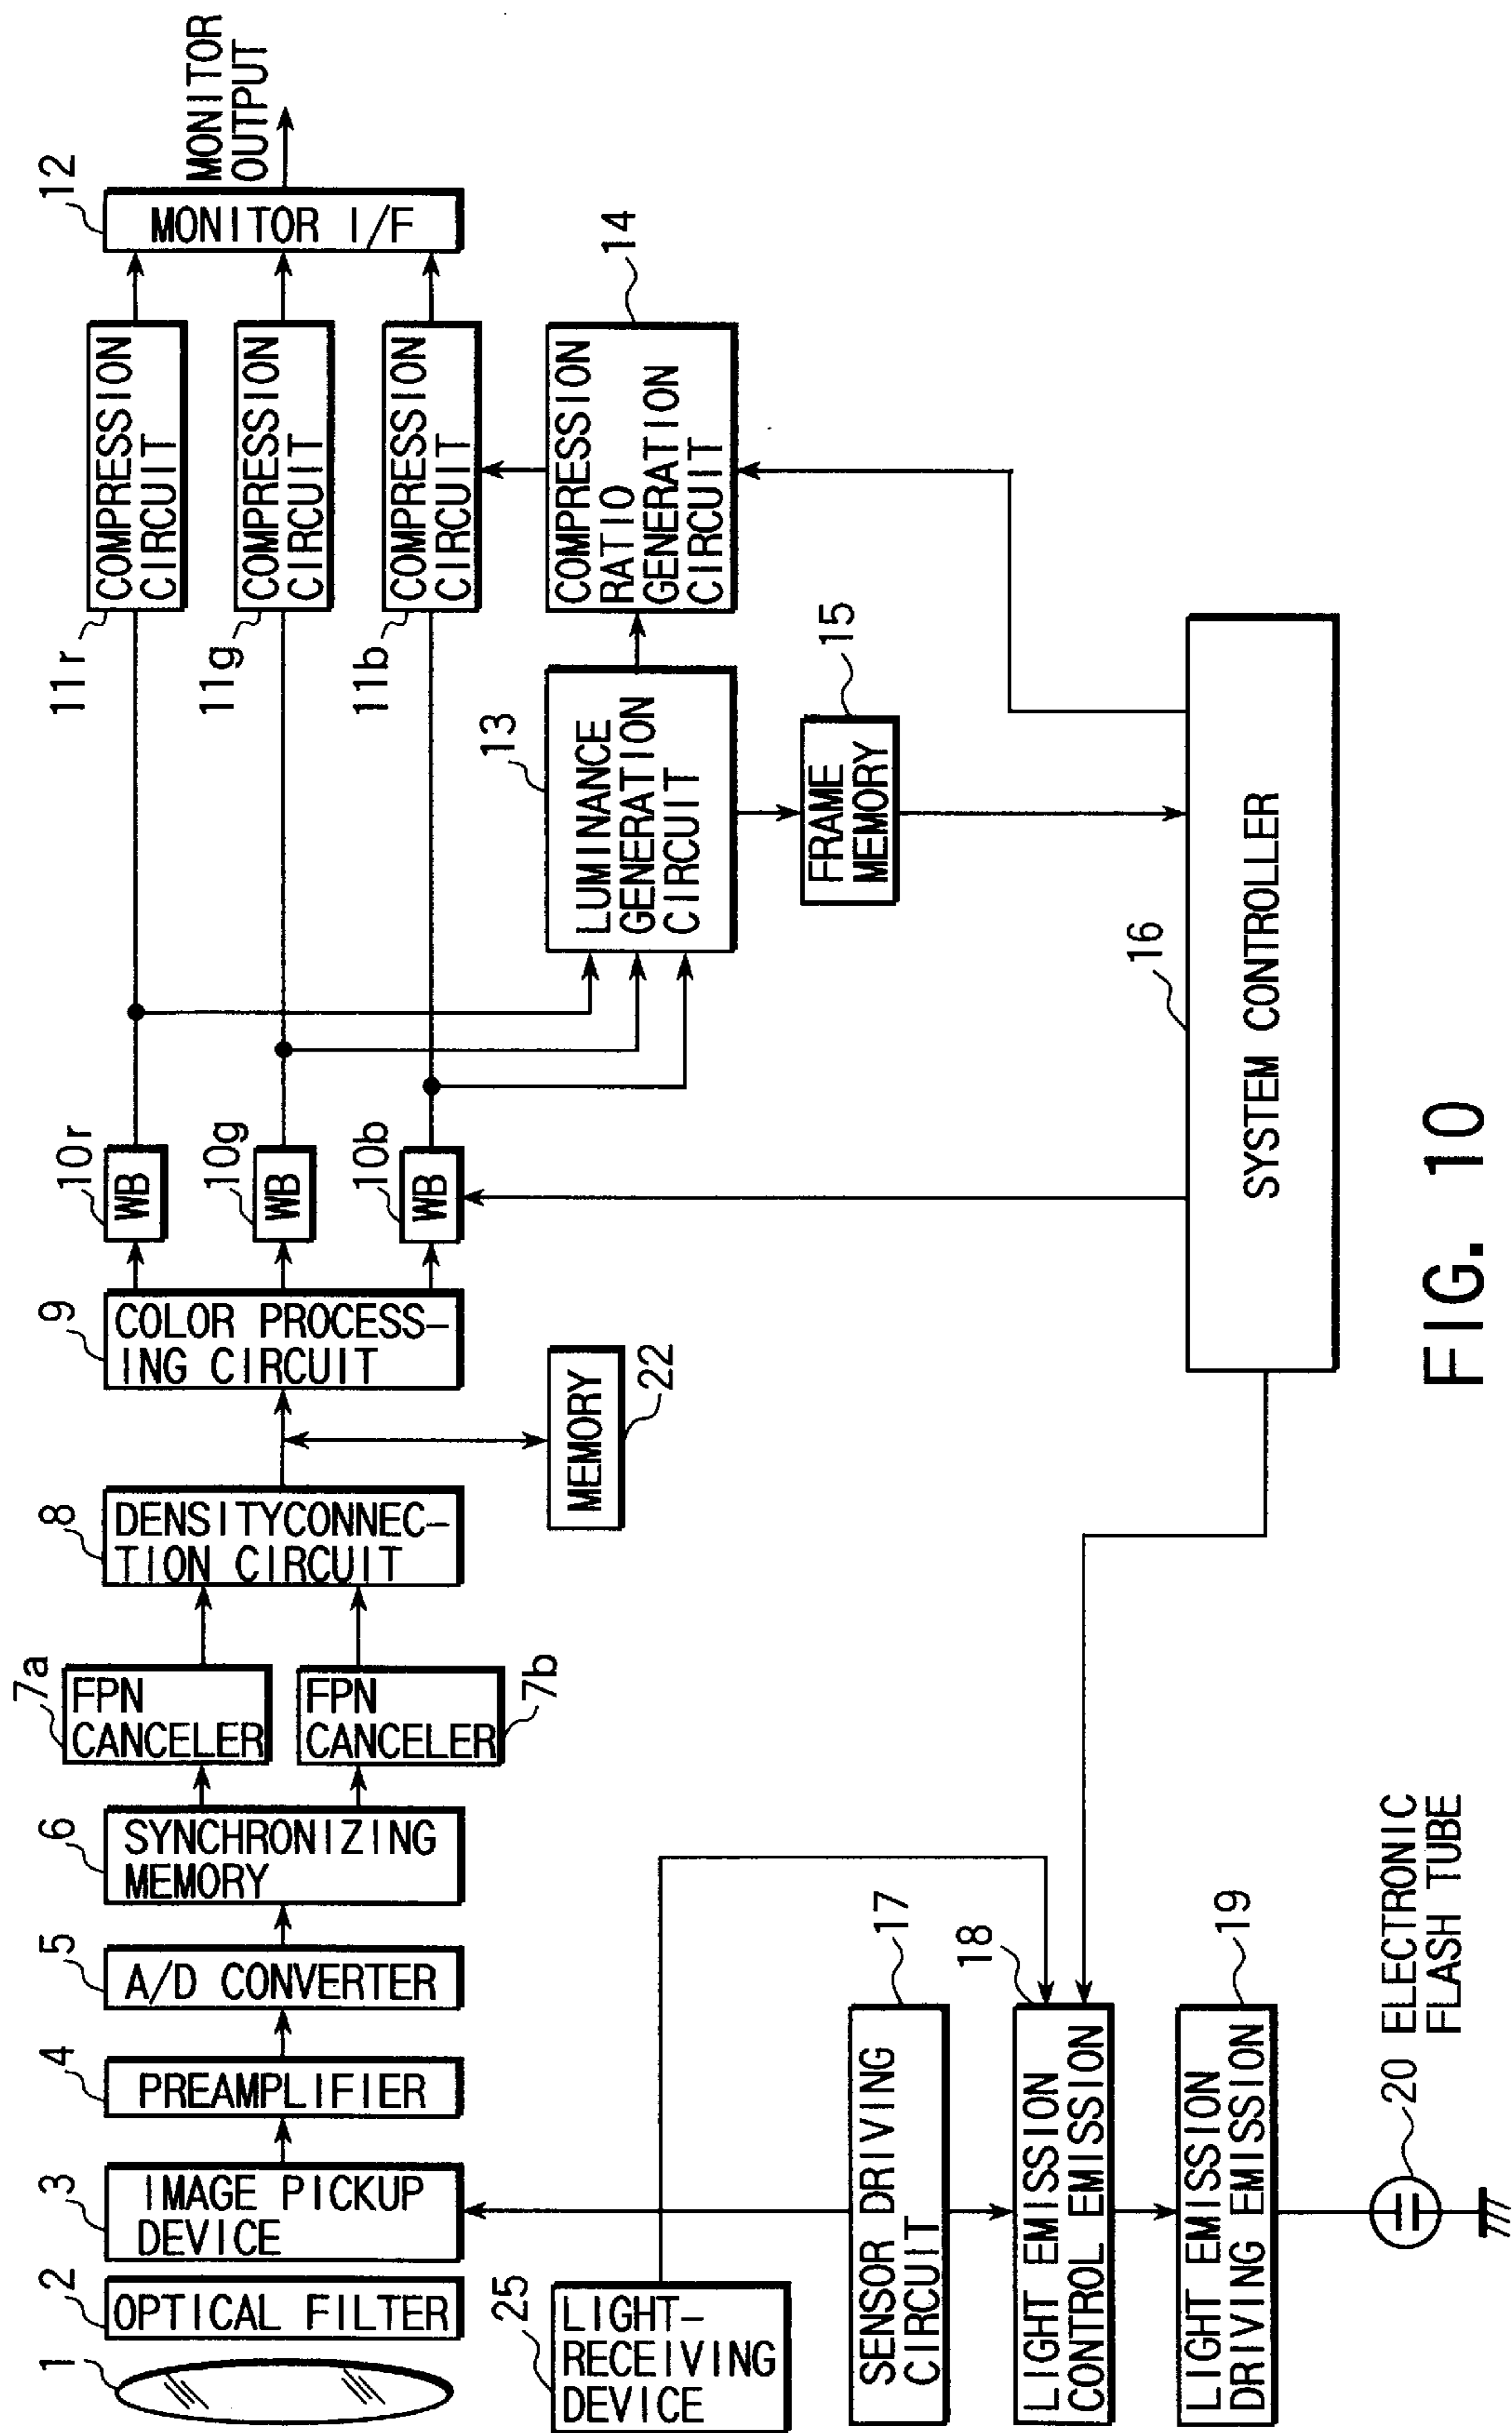 1
2
OPTICAL FILTER
3
IMAGE PICKUP
DEVICE
4
PREAMPLIFIER
5
A/D CONVERTER
6
SYNCHRONIZING
MEMORY
7a
FPN
CANCELER
FPN
CANCELER
7b
8
DENSITYCONNEC-
TION CIRCUIT
MEMORY
22
9
COLOR PROCESS-
ING CIRCUIT
10r
WB
10g
WB
10b
WB
11r
COMPRESSION
CIRCUIT
11g
COMPRESSION
CIRCUIT
11b
COMPRESSION
CIRCUIT
12
MONITOR I/F
MONITOR
OUTPUT
13
LUMINANCE
GENERATION
CIRCUIT
14
COMPRESSION
RATIO
GENERATION
CIRCUIT
15
FRAME
MEMORY
16
SYSTEM CONTROLLER
25
LIGHT-
RECEIVING
DEVICE
17
SENSOR DRIVING
CIRCUIT
18
LIGHT EMISSION
CONTROL EMISSION
19
LIGHT EMISSION
DRIVING EMISSION
20 ELECTRONIC
FLASH TUBE
FIG. 10